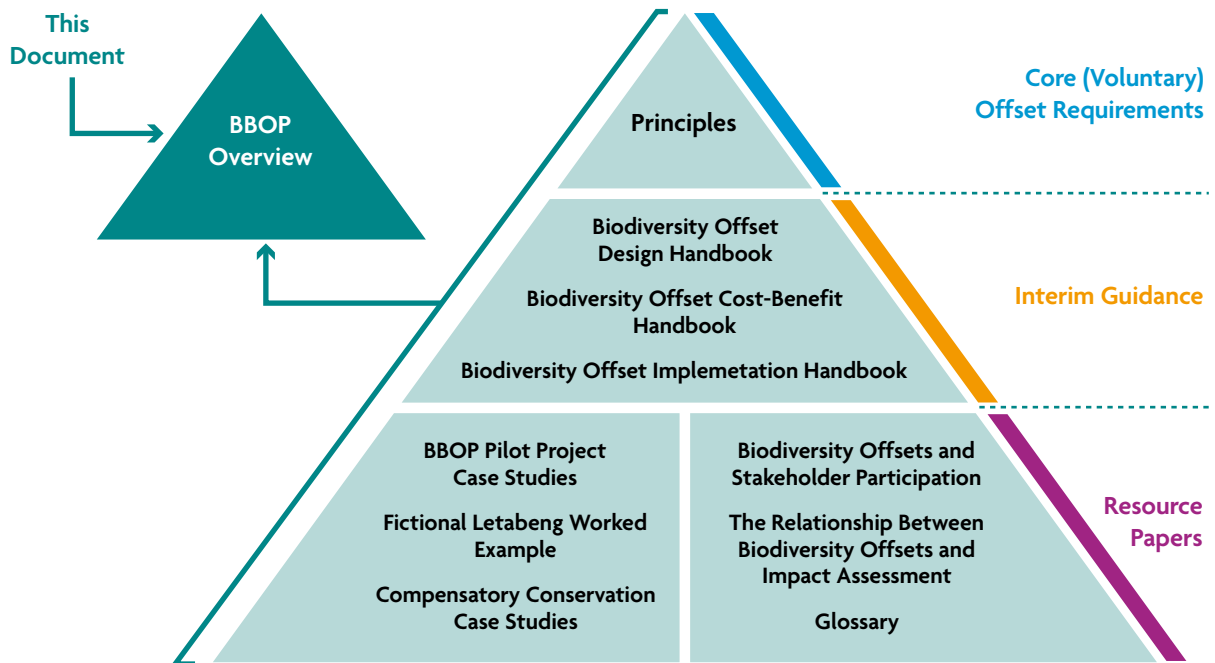 This
Document
BBOP
Overview
Principles
Core (Voluntary)
Offset Requirements
Biodiversity Offset
Design Handbook
Biodiversity Offset Cost-Benefit
Handbook
Biodiversity Offset Implemetation Handbook
Interim Guidance
BBOP Pilot Project
Case Studies
Fictional Letabeng Worked
Example
Compensatory Conservation
Case Studies
Biodiversity Offsets and
Stakeholder Participation
The Relationship Between
Biodiversity Offsets and
Impact Assessment
Glossary
Resource
Papers